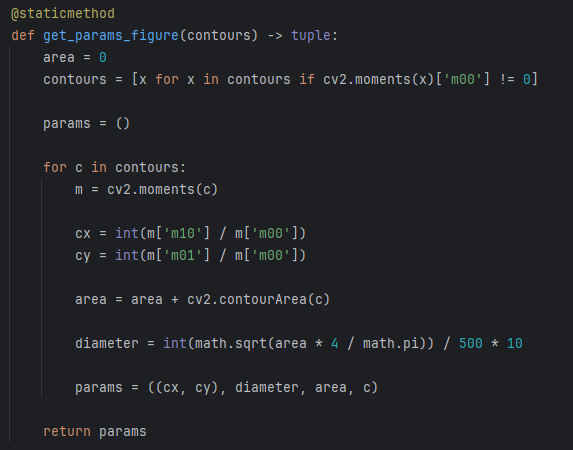 @staticmethod
def get_params_figure(contours) -> tuple:
    area = 0
    contours = [x for x in contours if cv2.moments(x)['m00'] != 0]

    params = ()

    for c in contours:
        m = cv2.moments(c)

        cx = int(m['m10'] / m['m00'])
        cy = int(m['m01'] / m['m00'])

        area = area + cv2.contourArea(c)

        diameter = int(math.sqrt(area * 4 / math.pi)) / 500 * 10

        params = ((cx, cy), diameter, area, c)

    return params